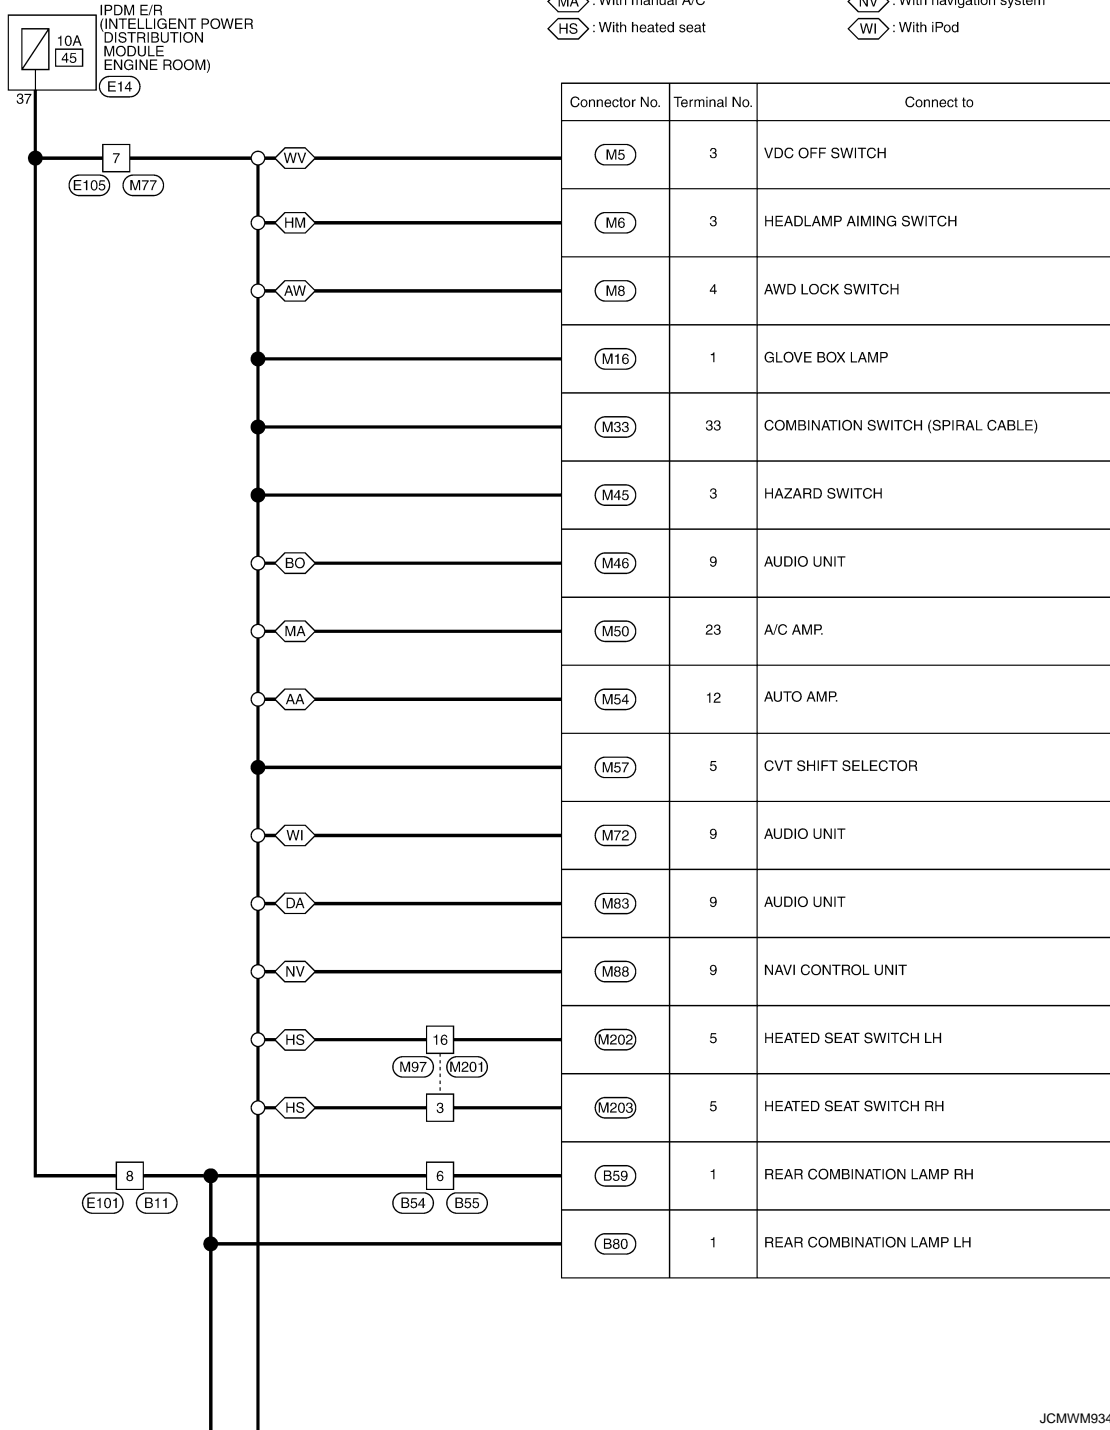 IPDM E/R
(INTELLIGENT POWER
DISTRIBUTION
MODULE
ENGINE ROOM)
10A
45
E14
37
MA : With manual A/C
NV : With navigation system
HS : With heated seat
WI : With iPod
Connector No. Terminal No. Connect to
7 WV M5 3 VDC OFF SWITCH
E105 M77
HM M6 3 HEADLAMP AIMING SWITCH
AW M8 4 AWD LOCK SWITCH
M16 1 GLOVE BOX LAMP
M33 33 COMBINATION SWITCH (SPIRAL CABLE)
M45 3 HAZARD SWITCH
BO M46 9 AUDIO UNIT
MA M50 23 A/C AMP.
AA M54 12 AUTO AMP.
M57 5 CVT SHIFT SELECTOR
WI M72 9 AUDIO UNIT
DA M83 9 AUDIO UNIT
NV M88 9 NAVI CONTROL UNIT
HS 16 M202 5 HEATED SEAT SWITCH LH
M97 M201
HS 3 M203 5 HEATED SEAT SWITCH RH
8 6 B59 1 REAR COMBINATION LAMP RH
E101 B11 B54 B55
B80 1 REAR COMBINATION LAMP LH
JCMWM934